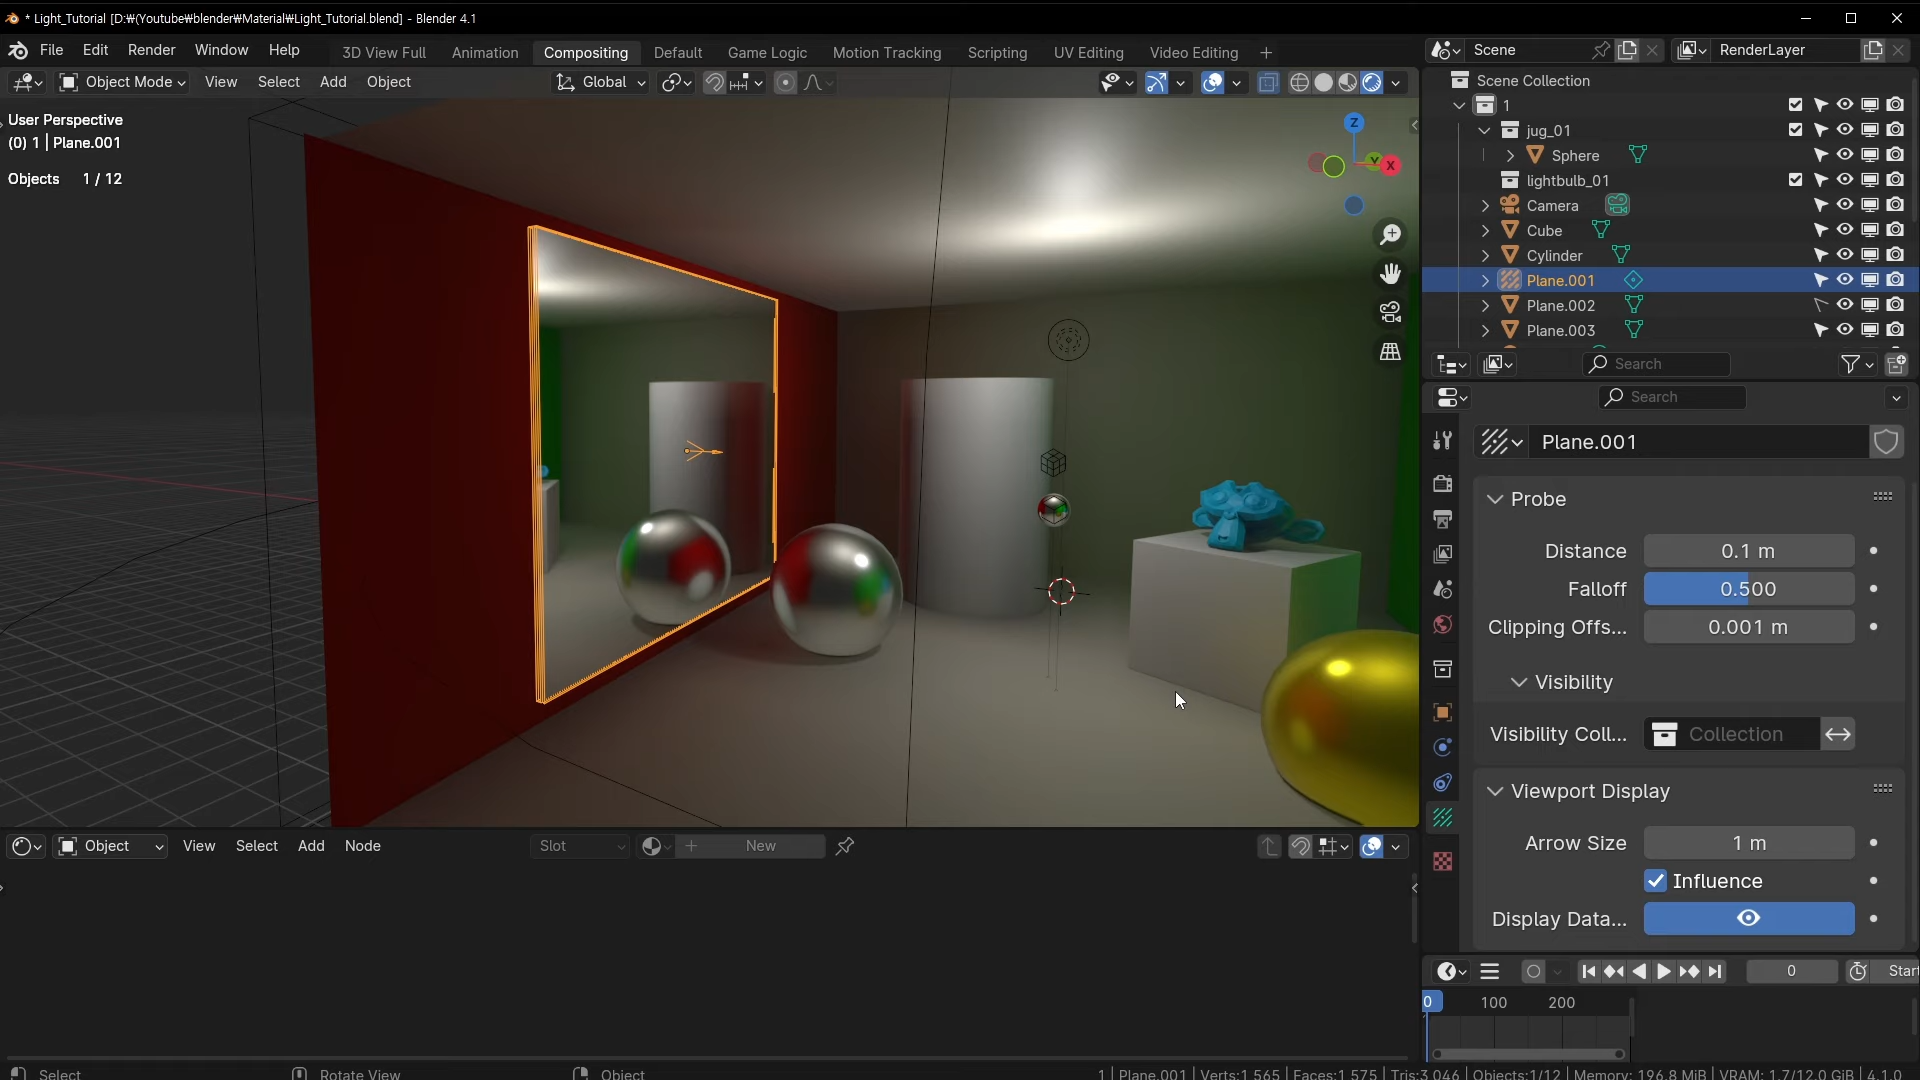 * Light_Tutorial [D:₩(Youtube₩blender₩Material₩Light_Tutorial.blend] - Blender 4.1
File Edit Render Window Help 3D View Full Animation Compositing Default Game Logic Motion Tracking Scripting UV Editing Video Editing + Scene RenderLayer
Object Mode View Select Add Object Global
User Perspective
(0) 1 | Plane.001
Objects 1 / 12
Z
Y
X
Scene Collection
1
jug_01
Sphere
lightbulb_01
Camera
Cube
Cylinder
Plane.001
Plane.002
Plane.003
Search
Search
Plane.001
Probe
Distance 0.1 m
Falloff 0.500
Clipping Offs... 0.001 m
Visibility
Visibility Coll... Collection
Viewport Display
Arrow Size 1 m
Influence
Display Data...
Object View Select Add Node Slot New
0 Start
0 100 200
Select Rotate View Object 1 | Plane.001 | Verts:1,565 | Faces:1,575 | Tris:3,046 | Objects:1/12 | Memory: 196.8 MiB | VRAM: 1.7/12.0 GiB | 4.1.0